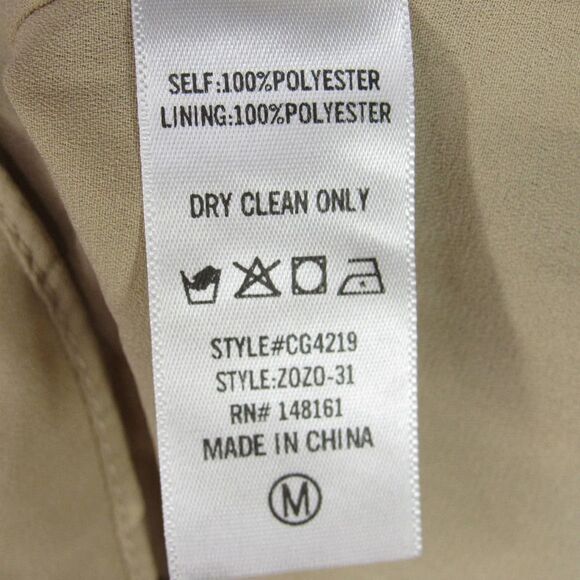 SELF:100%POLYESTER
LINING:100%POLYESTER
DRY CLEAN ONLY
STYLE#CG4219
STYLE:ZOZO-31
RN# 148161
MADE IN CHINA
M